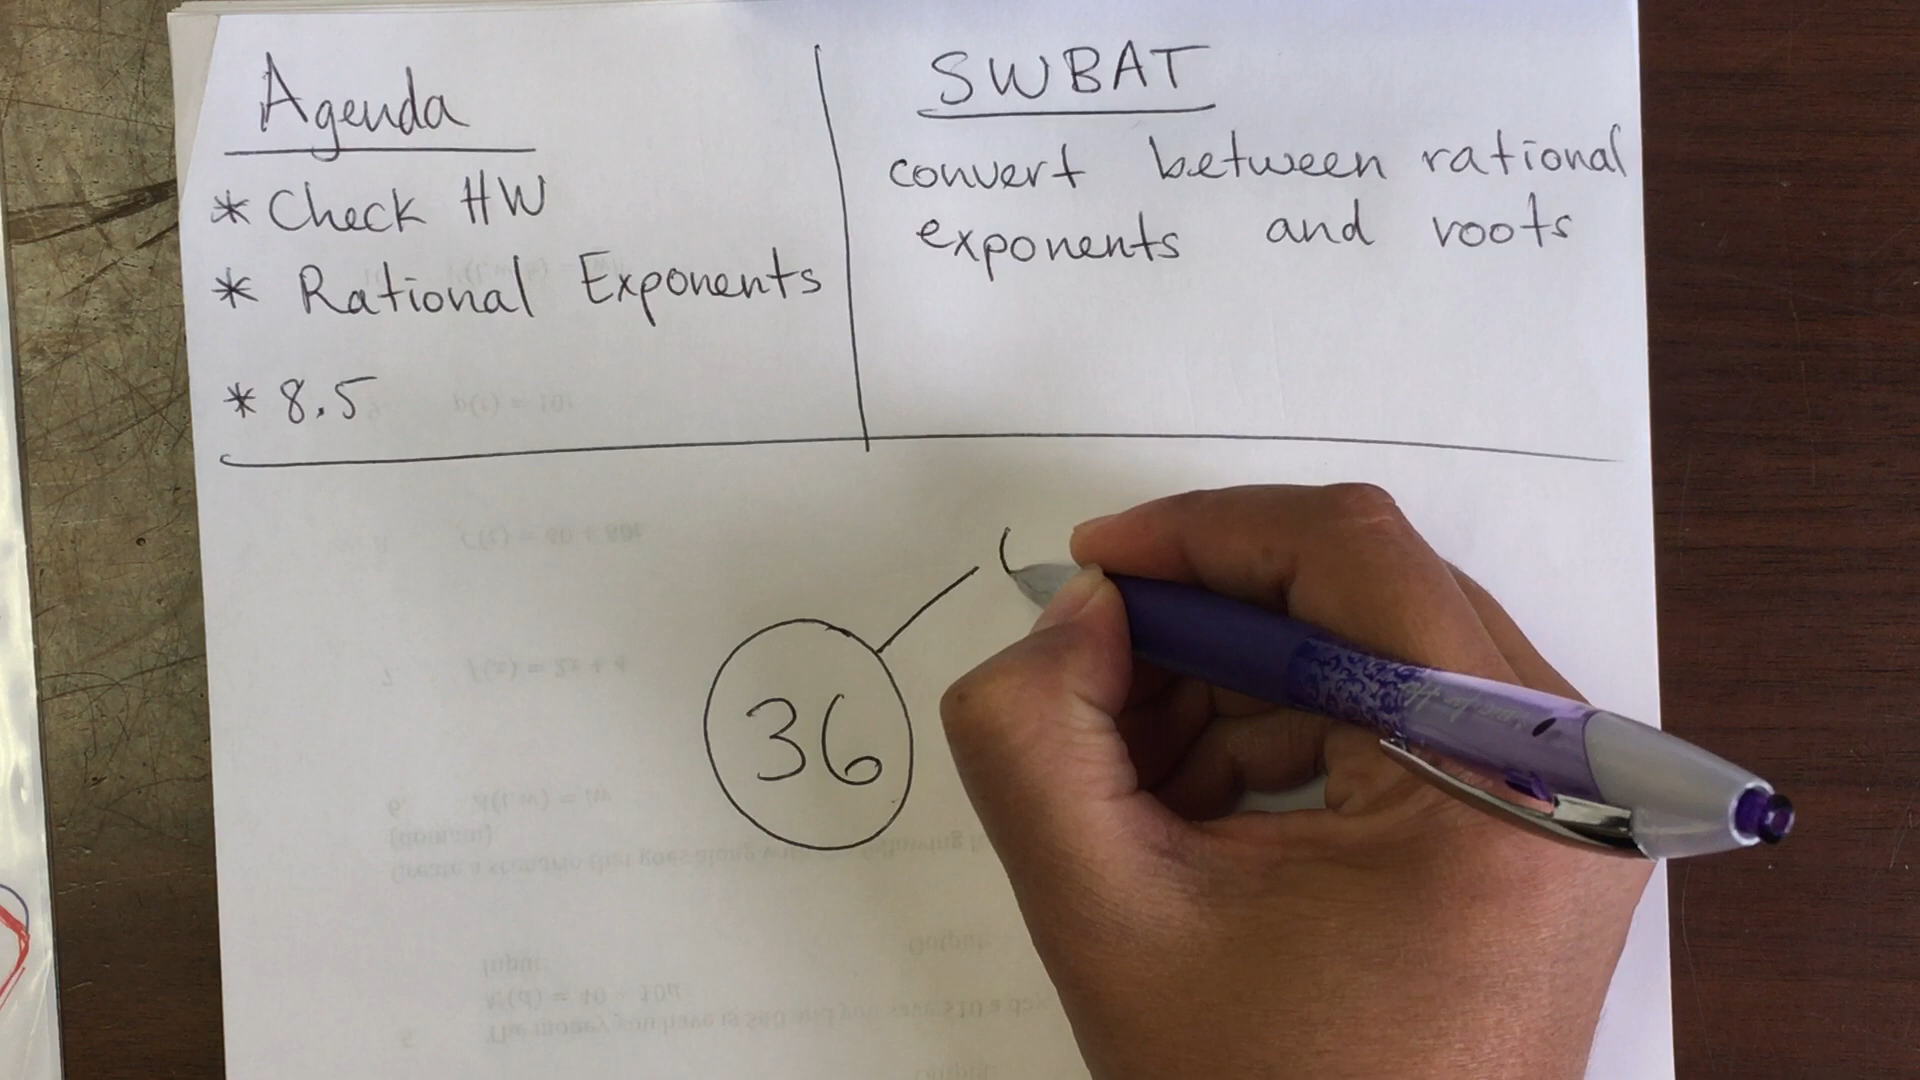 Agenda
* Check HW
* Rational Exponents
* 8.5
SWBAT
convert between rational
exponents and roots
36
(